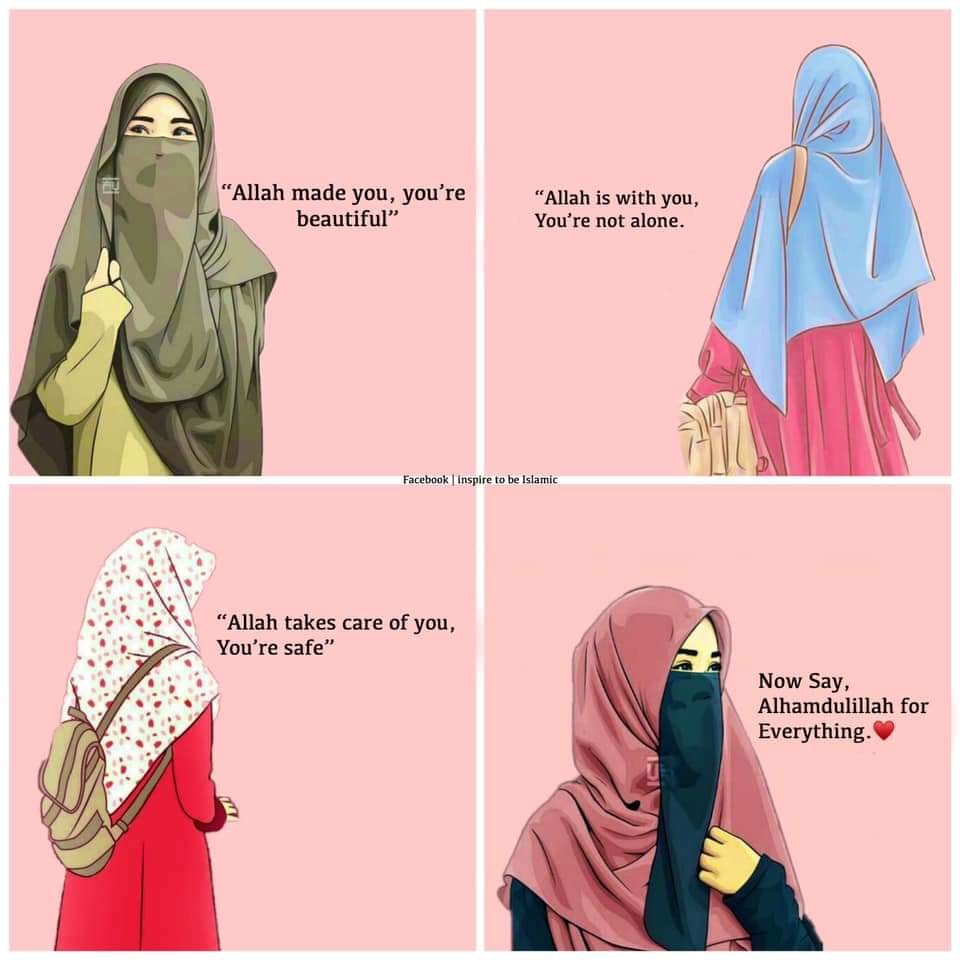 “Allah made you, you’re
beautiful”
“Allah is with you,
You’re not alone.
Facebook | inspire to be Islamic
“Allah takes care of you,
You’re safe”
Now Say,
Alhamdulillah for
Everything.♥️